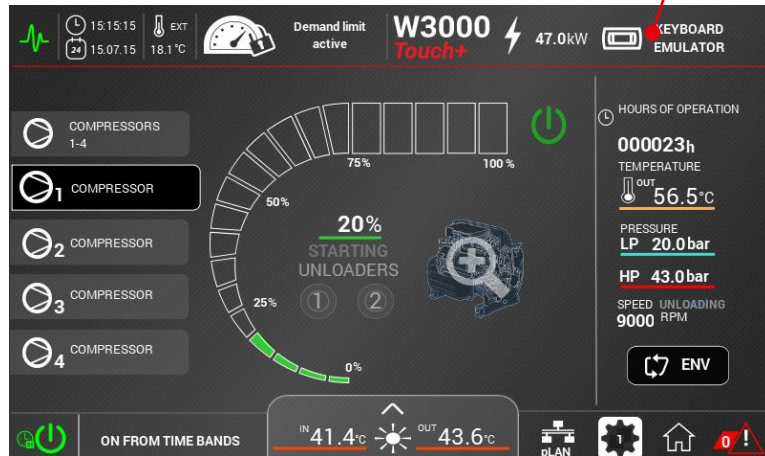 15:15:15
EXT
24
15.07.15
18.1°C
Demand limit
active
W3000
Touch+
47.0kW
KEYBOARD
EMULATOR
COMPRESSORS
1-4
1 COMPRESSOR
2 COMPRESSOR
3 COMPRESSOR
4 COMPRESSOR
75%
100 %
50%
25%
0%
20%
STARTING
UNLOADERS
1 2
HOURS OF OPERATION
000023h
TEMPERATURE
OUT 56.5°C
PRESSURE
LP 20.0bar
HP 43.0bar
SPEED UNLOADING
9000 RPM
ENV
ON FROM TIME BANDS
IN 41.4°C
OUT 43.6°C
pLAN
1
0 !